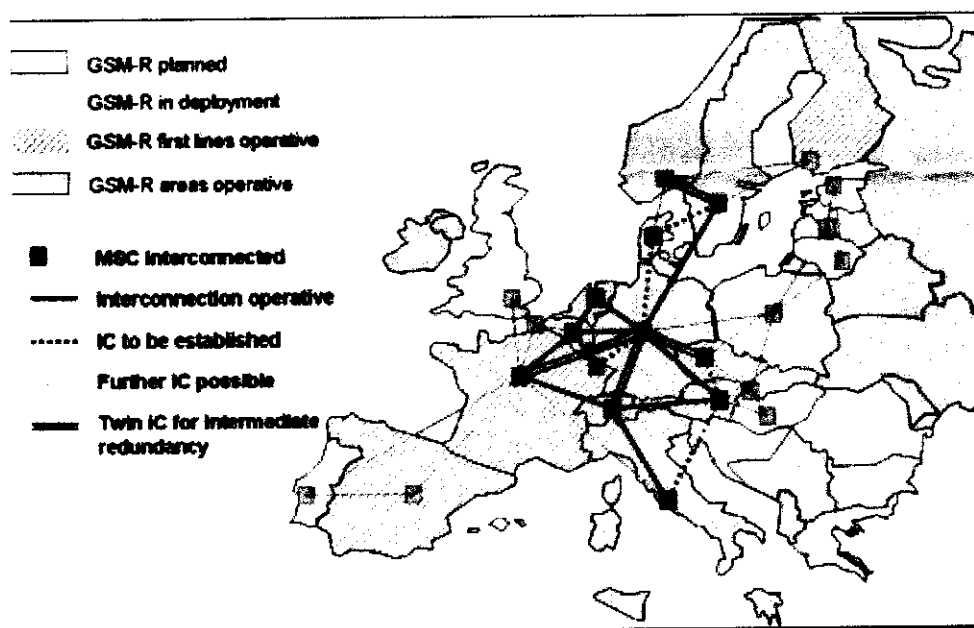 GSM-R planned
GSM-R in deployment
GSM-R first lines operative
GSM-R areas operative
MSC Interconnected
Interconnection operative
IC to be established
Further IC possible
Twin IC for intermediate
redundancy